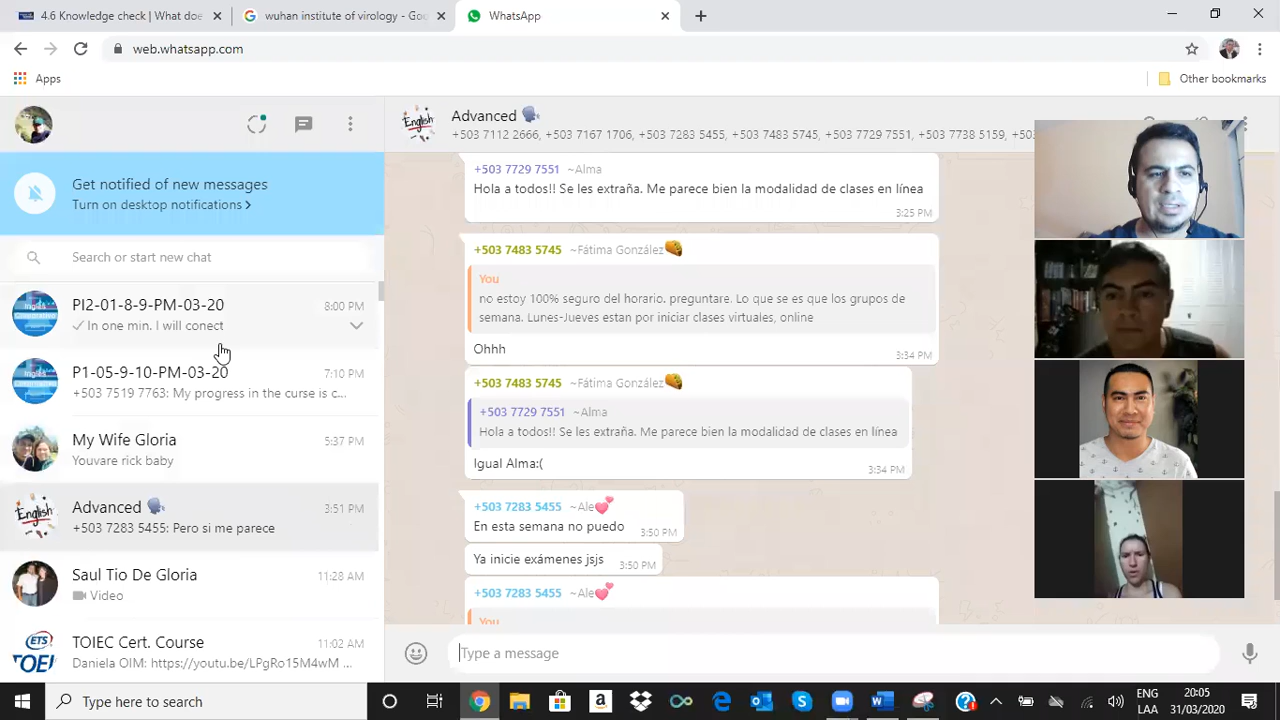 4.6 Knowledge check | What doe
wuhan institute of virology - Goo
WhatsApp
web.whatsapp.com
Apps
Other bookmarks
Get notified of new messages
Turn on desktop notifications
Search or start new chat
PI2-01-8-9-PM-03-20
8:00 PM
In one min. I will conect
P1-05-9-10-PM-03-20
7:10 PM
+503 7519 7763: My progress in the curse is c...
My Wife Gloria
5:37 PM
Youvare rick baby
Advanced
3:51 PM
+503 7283 5455: Pero si me parece
Saul Tio De Gloria
11:28 AM
Video
TOIEC Cert. Course
11:02 AM
Daniela OIM: https://youtu.be/LPgRo15M4wM ...
English
Advanced
+503 7112 2666, +503 7167 1706, +503 7283 5455, +503 7483 5745, +503 7729 7551, +503 7738 5159, +503
+503 7729 7551 ~Alma
Hola a todos!! Se les extraña. Me parece bien la modalidad de clases en línea
3:25 PM
+503 7483 5745 ~Fátima González
You
no estoy 100% seguro del horario. preguntare. Lo que se es que los grupos de
semana. Lunes-Jueves estan por iniciar clases virtuales, online
Ohhh
3:34 PM
+503 7483 5745 ~Fátima González
+503 7729 7551 ~Alma
Hola a todos!! Se les extraña. Me parece bien la modalidad de clases en línea
Igual Alma:(
3:34 PM
+503 7283 5455 ~Ale
En esta semana no puedo
3:50 PM
Ya inicie exámenes jsjs
3:50 PM
+503 7283 5455 ~Ale
You
Type a message
Type here to search
ENG
LAA
20:05
31/03/2020